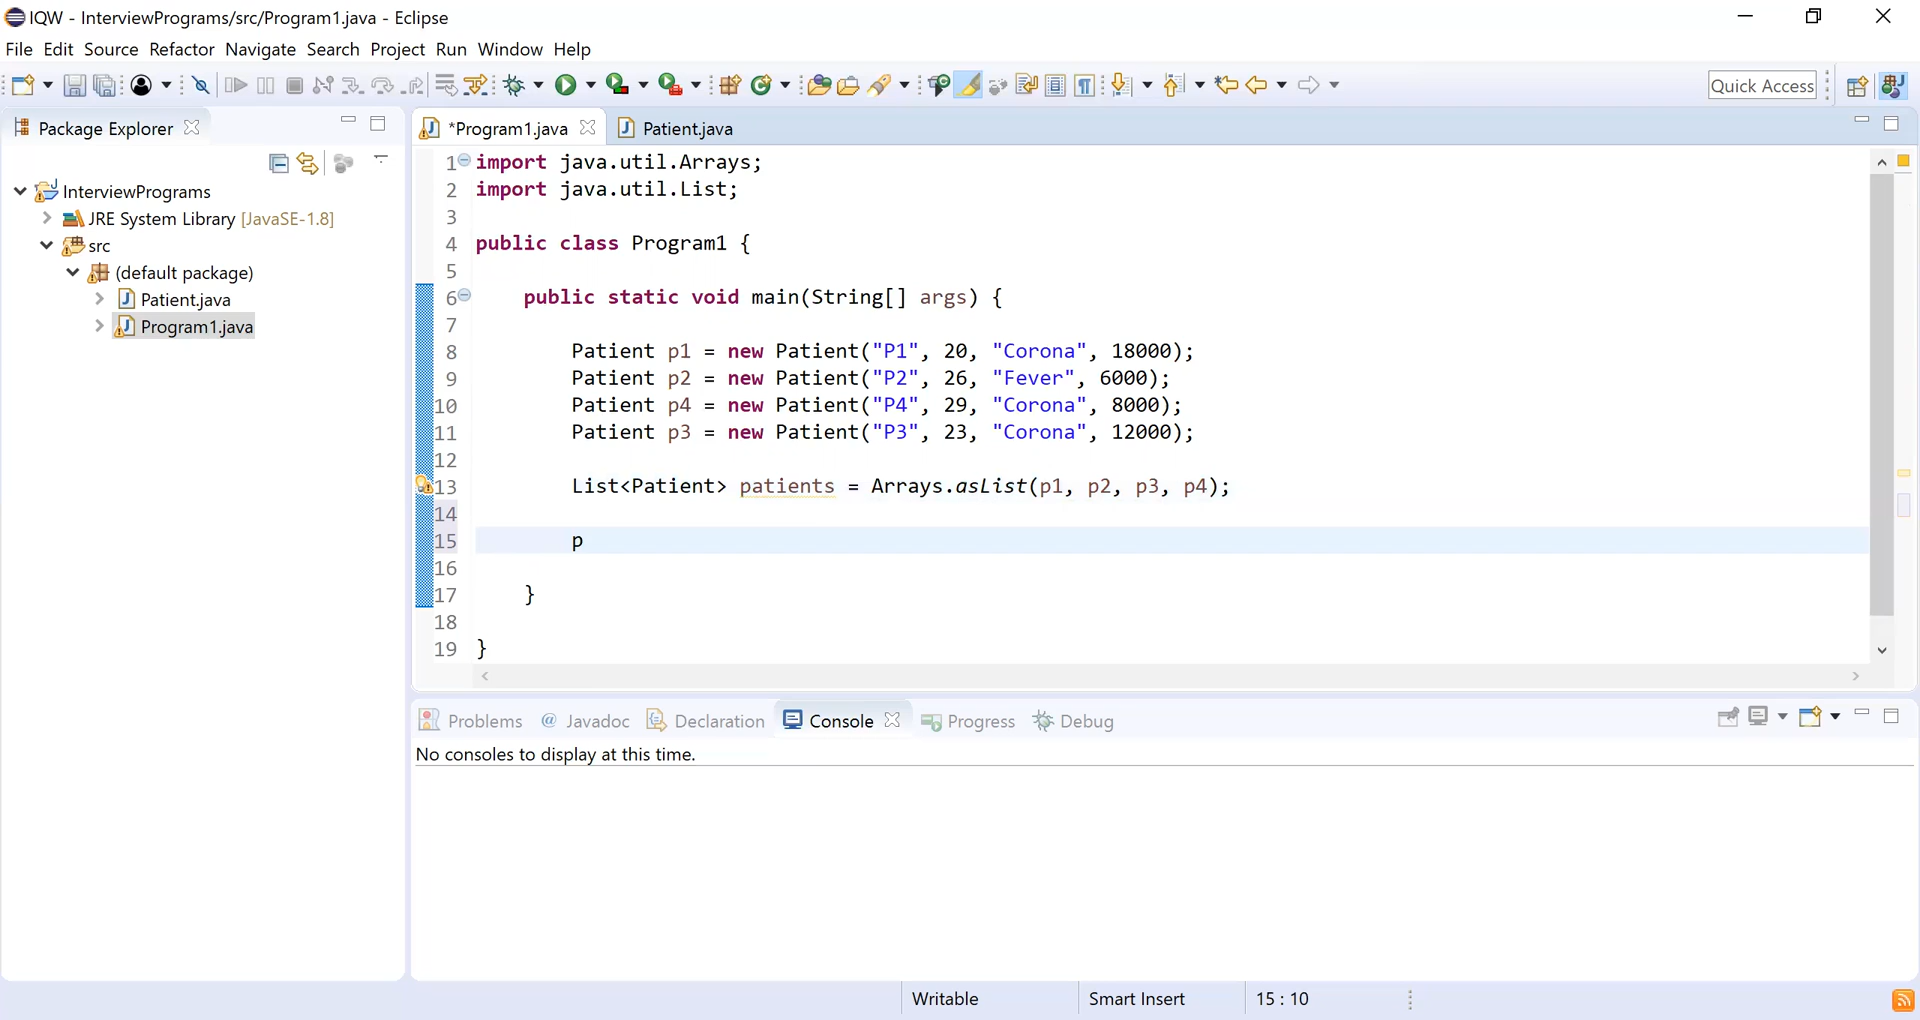 IQW - InterviewPrograms/src/Program1.java - Eclipse
File Edit Source Refactor Navigate Search Project Run Window Help
Quick Access
Package Explorer
InterviewPrograms
JRE System Library [JavaSE-1.8]
src
(default package)
Patient.java
Program1.java
*Program1.java Patient.java
1 import java.util.Arrays;
2 import java.util.List;
3
4 public class Program1 {
5
6 public static void main(String[] args) {
7
8 Patient p1 = new Patient("P1", 20, "Corona", 18000);
9 Patient p2 = new Patient("P2", 26, "Fever", 6000);
10 Patient p4 = new Patient("P4", 29, "Corona", 8000);
11 Patient p3 = new Patient("P3", 23, "Corona", 12000);
12
13 List<Patient> patients = Arrays.asList(p1, p2, p3, p4);
14
15 p
16
17 }
18
19 }
Problems @ Javadoc Declaration Console Progress Debug
No consoles to display at this time.
Writable Smart Insert 15 : 10